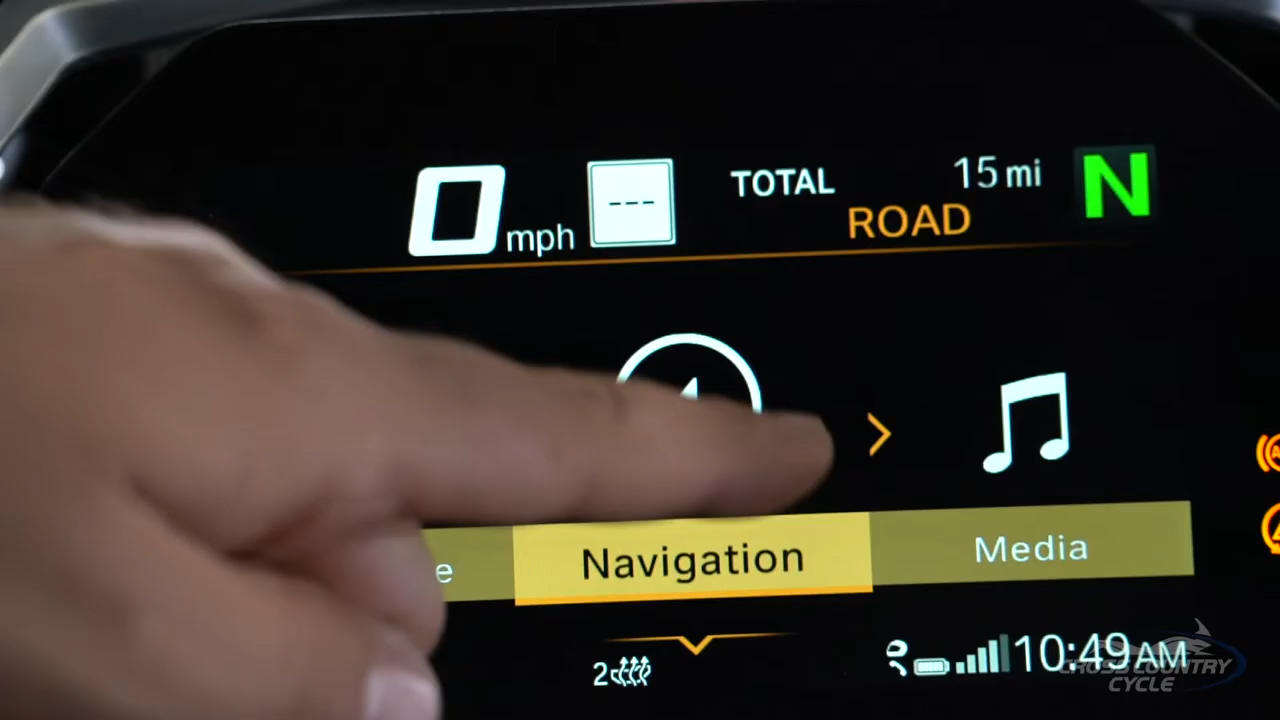 0 mph --- TOTAL 15 mi N
ROAD
e Navigation Media
2 10:49 AM
CROSS COUNTRY
CYCLE